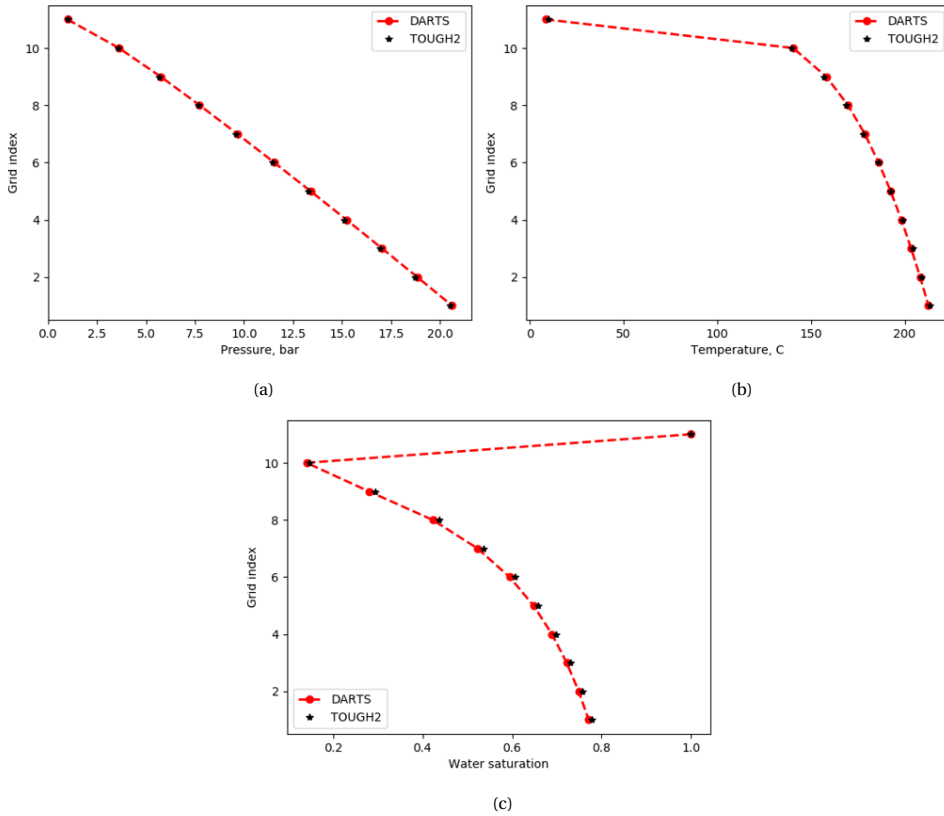 DARTS
TOUGH2
10
8
6
4
2
Grid index
0.0 2.5 5.0 7.5 10.0 12.5 15.0 17.5 20.0
Pressure, bar
(a)
DARTS
TOUGH2
10
8
6
4
2
Grid index
0 50 100 150 200
Temperature, C
(b)
10
8
6
4
2
Grid index
DARTS
TOUGH2
0.2 0.4 0.6 0.8 1.0
Water saturation
(c)